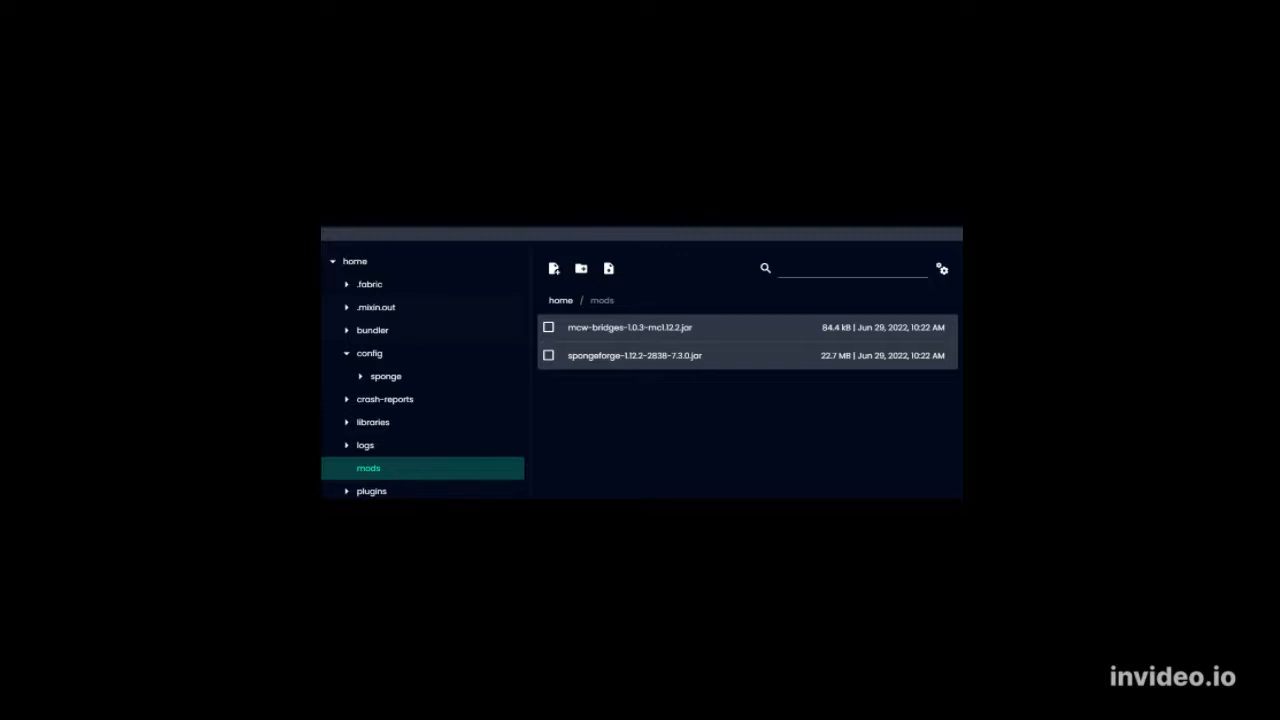 home
.fabric
.mixin.out
bundler
config
sponge
crash-reports
libraries
logs
mods
plugins
home / mods
mcw-bridges-1.0.3-mc1.12.2.jar 84.4 kB | Jun 29, 2022, 10:22 AM
spongeforge-1.12.2-2838-7.3.0.jar 22.7 MB | Jun 29, 2022, 10:22 AM
invideo.io